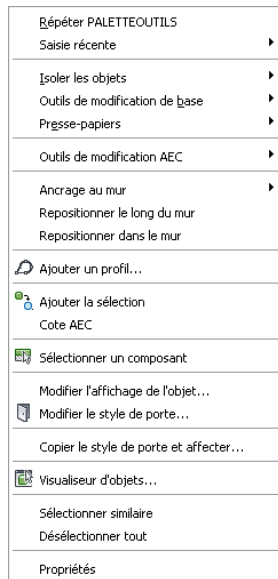 Répéter PALETTEOUTILS
Saisie récente
Isoler les objets
Outils de modification de base
Presse-papiers
Outils de modification AEC
Ancrage au mur
Repositionner le long du mur
Repositionner dans le mur
Ajouter un profil...
Ajouter la sélection
Cote AEC
Sélectionner un composant
Modifier l'affichage de l'objet...
Modifier le style de porte...
Copier le style de porte et affecter...
Visualiseur d'objets...
Sélectionner similaire
Désélectionner tout
Propriétés